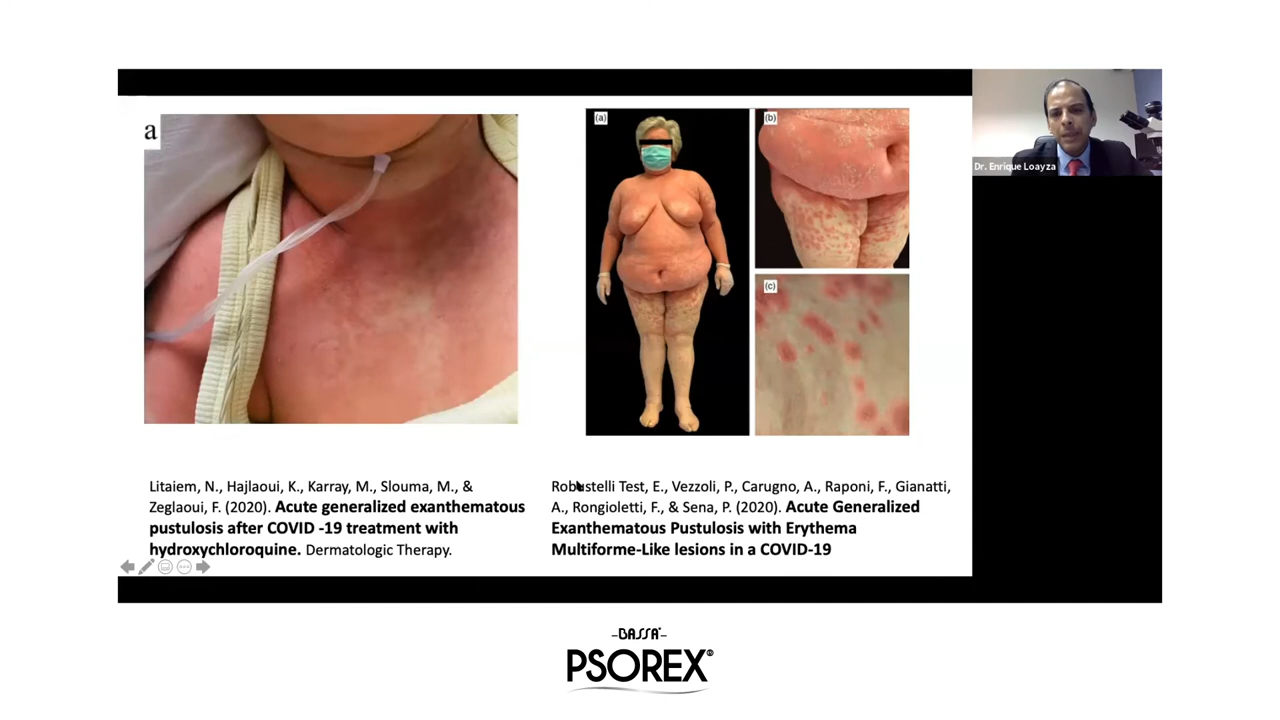 a
(a)
(b)
(c)
Dr. Enrique Loayza
Litaiem, N., Hajlaoui, K., Karray, M., Slouma, M., &
Zeglaoui, F. (2020). Acute generalized exanthematous
pustulosis after COVID -19 treatment with
hydroxychloroquine. Dermatologic Therapy.
Robustelli Test, E., Vezzoli, P., Carugno, A., Raponi, F., Gianatti,
A., Rongioletti, F., & Sena, P. (2020). Acute Generalized
Exanthematous Pustulosis with Erythema
Multiforme-Like lesions in a COVID-19
BASSA
PSOREX®